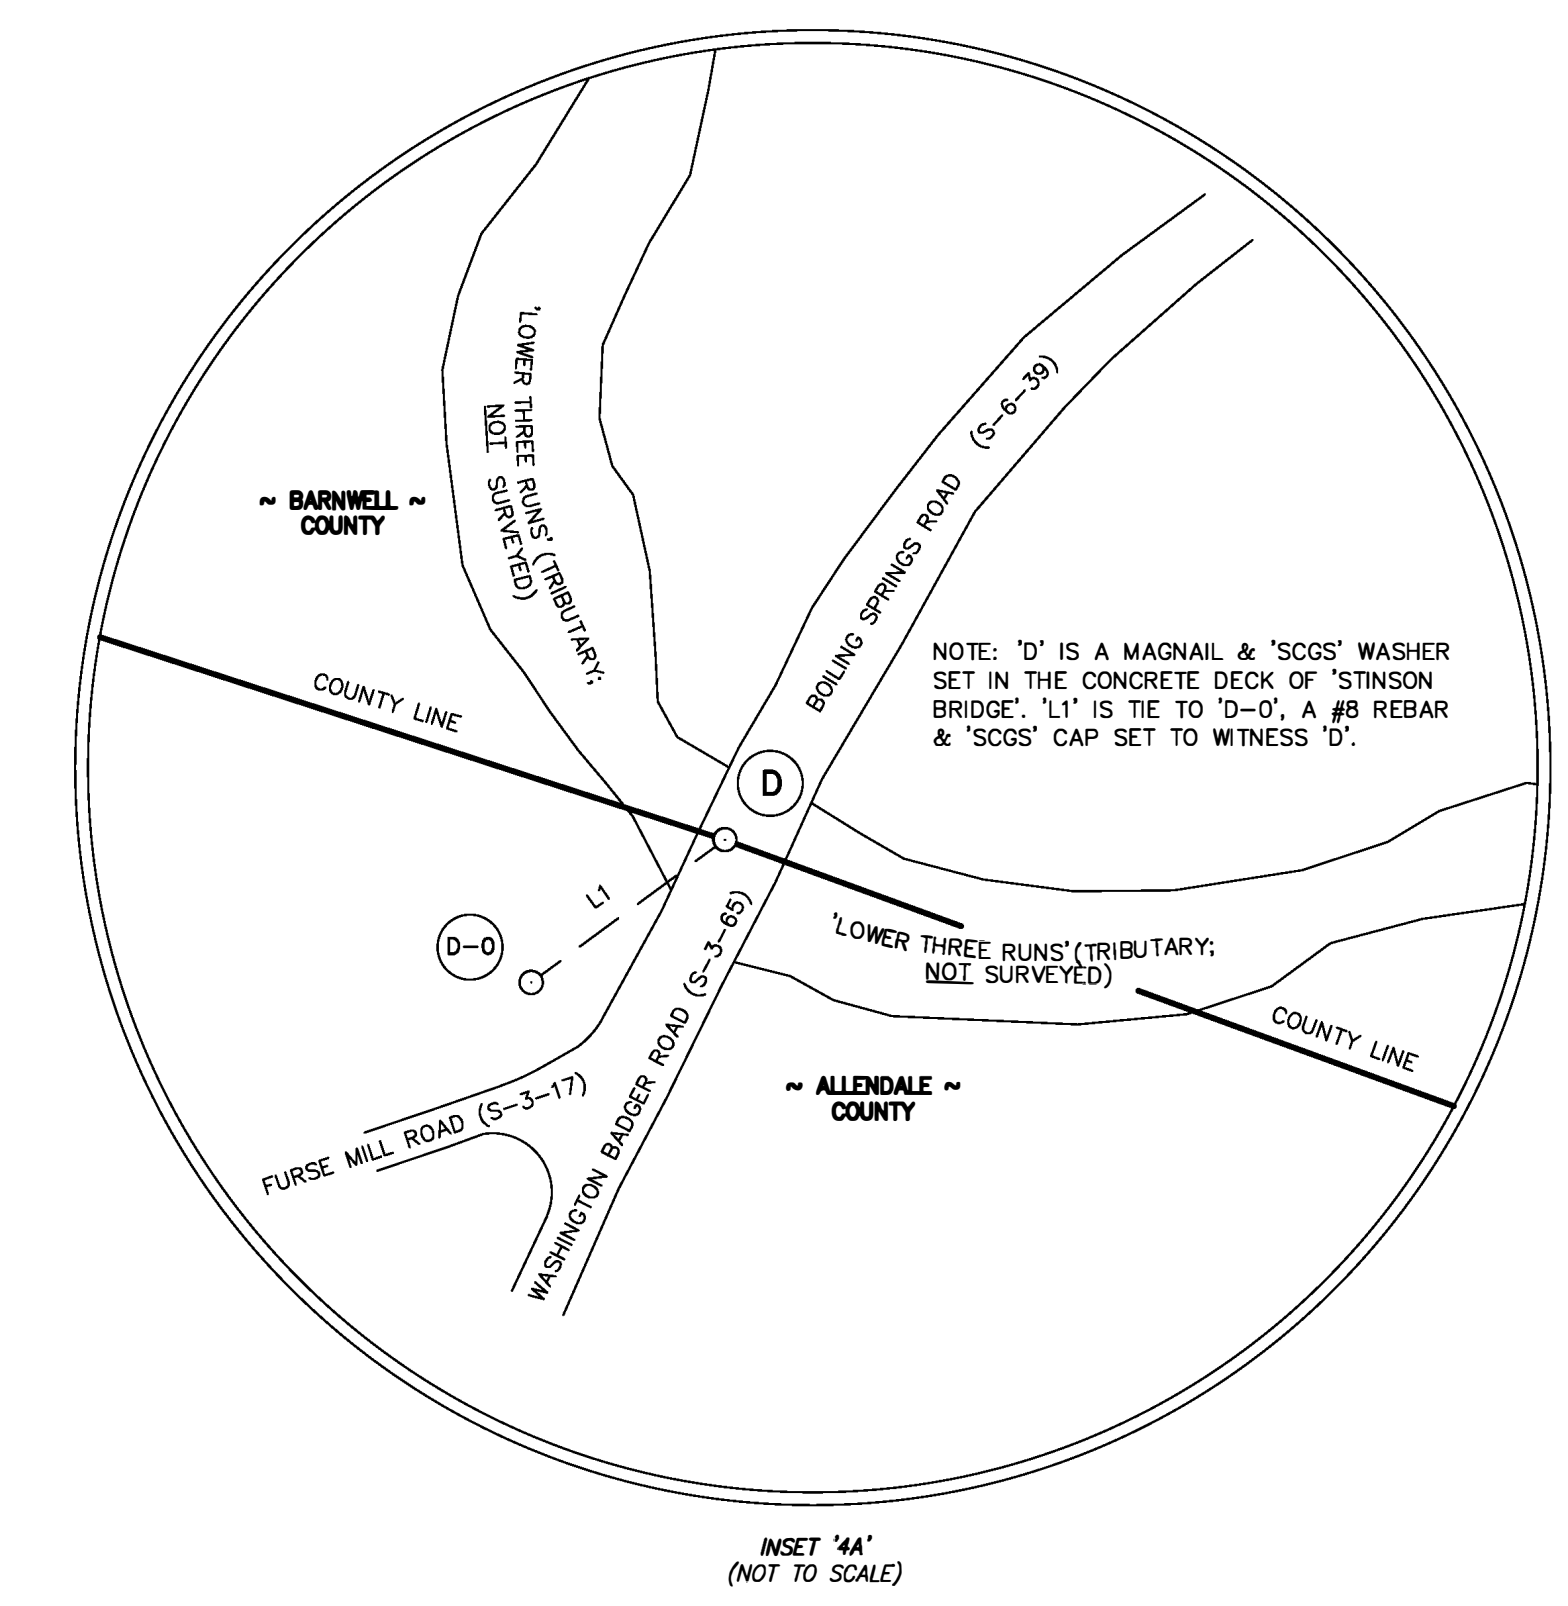 'LOWER THREE RUNS' (TRIBUTARY;
NOT SURVEYED)
BOILING SPRINGS ROAD (S-6-39)
~ BARNWELL ~
COUNTY
COUNTY LINE
NOTE: 'D' IS A MAGNAIL & 'SCGS' WASHER
SET IN THE CONCRETE DECK OF 'STINSON
BRIDGE'. 'L1' IS TIE TO 'D-0', A #8 REBAR
& 'SCGS' CAP SET TO WITNESS 'D'.
D
L1
D-0
'LOWER THREE RUNS' (TRIBUTARY;
NOT SURVEYED)
COUNTY LINE
WASHINGTON BADGER ROAD (S-3-65)
~ ALLENDALE ~
COUNTY
FURSE MILL ROAD (S-3-17)
INSET '4A'
(NOT TO SCALE)